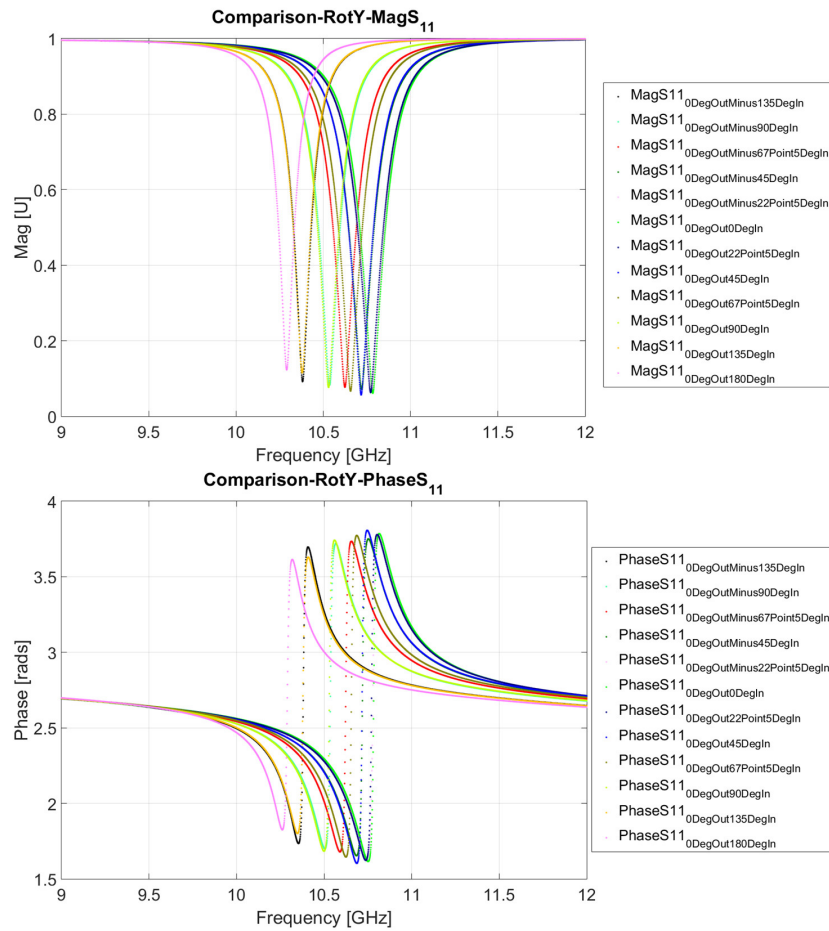 Comparison-RotY-MagS11
1
0.8
0.6
0.4
0.2
0
Mag [U]
9
9.5
10
10.5
11
11.5
12
Frequency [GHz]
MagS11 0DegOutMinus135DegIn
MagS11 0DegOutMinus90DegIn
MagS11 0DegOutMinus67Point5DegIn
MagS11 0DegOutMinus45DegIn
MagS11 0DegOutMinus22Point5DegIn
MagS11 0DegOut0DegIn
MagS11 0DegOut22Point5DegIn
MagS11 0DegOut45DegIn
MagS11 0DegOut67Point5DegIn
MagS11 0DegOut90DegIn
MagS11 0DegOut135DegIn
MagS11 0DegOut180DegIn
Comparison-RotY-PhaseS11
4
3.5
3
2.5
2
1.5
Phase [rads]
9
9.5
10
10.5
11
11.5
12
Frequency [GHz]
PhaseS11 0DegOutMinus135DegIn
PhaseS11 0DegOutMinus90DegIn
PhaseS11 0DegOutMinus67Point5DegIn
PhaseS11 0DegOutMinus45DegIn
PhaseS11 0DegOutMinus22Point5DegIn
PhaseS11 0DegOut0DegIn
PhaseS11 0DegOut22Point5DegIn
PhaseS11 0DegOut45DegIn
PhaseS11 0DegOut67Point5DegIn
PhaseS11 0DegOut90DegIn
PhaseS11 0DegOut135DegIn
PhaseS11 0DegOut180DegIn